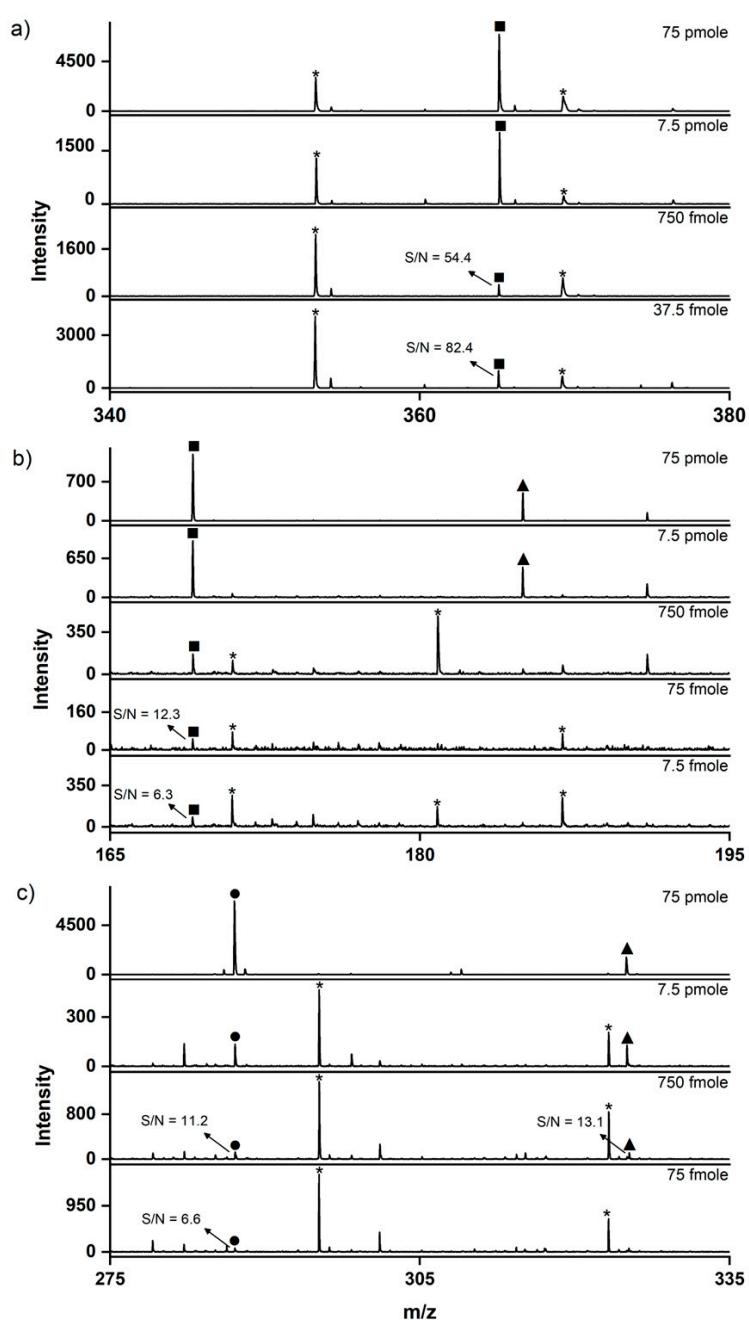 a)
75 pmole
4500
0
7.5 pmole
1500
0
750 fmole
1600
0
S/N = 54.4
37.5 fmole
3000
0
S/N = 82.4
Intensity
340
360
380
b)
75 pmole
700
0
7.5 pmole
650
0
750 fmole
350
0
75 fmole
160
0
S/N = 12.3
7.5 fmole
350
0
S/N = 6.3
Intensity
165
180
195
c)
75 pmole
4500
0
7.5 pmole
300
0
750 fmole
800
0
S/N = 11.2
S/N = 13.1
75 fmole
950
0
S/N = 6.6
Intensity
275
305
335
m/z